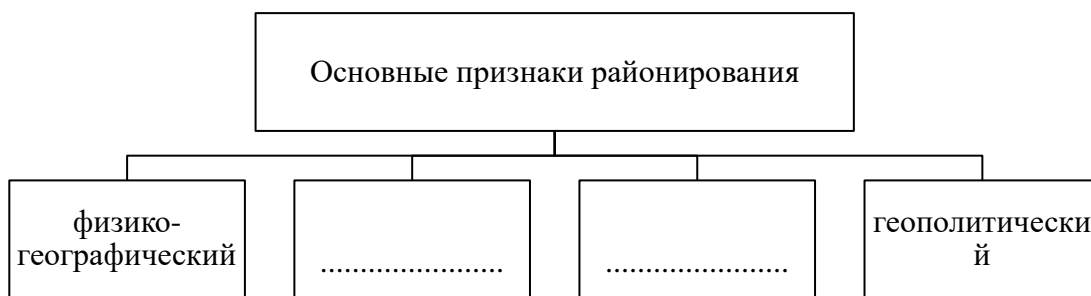 Основные признаки районирования
физико-
географический
.......................
.......................
геополитически
й